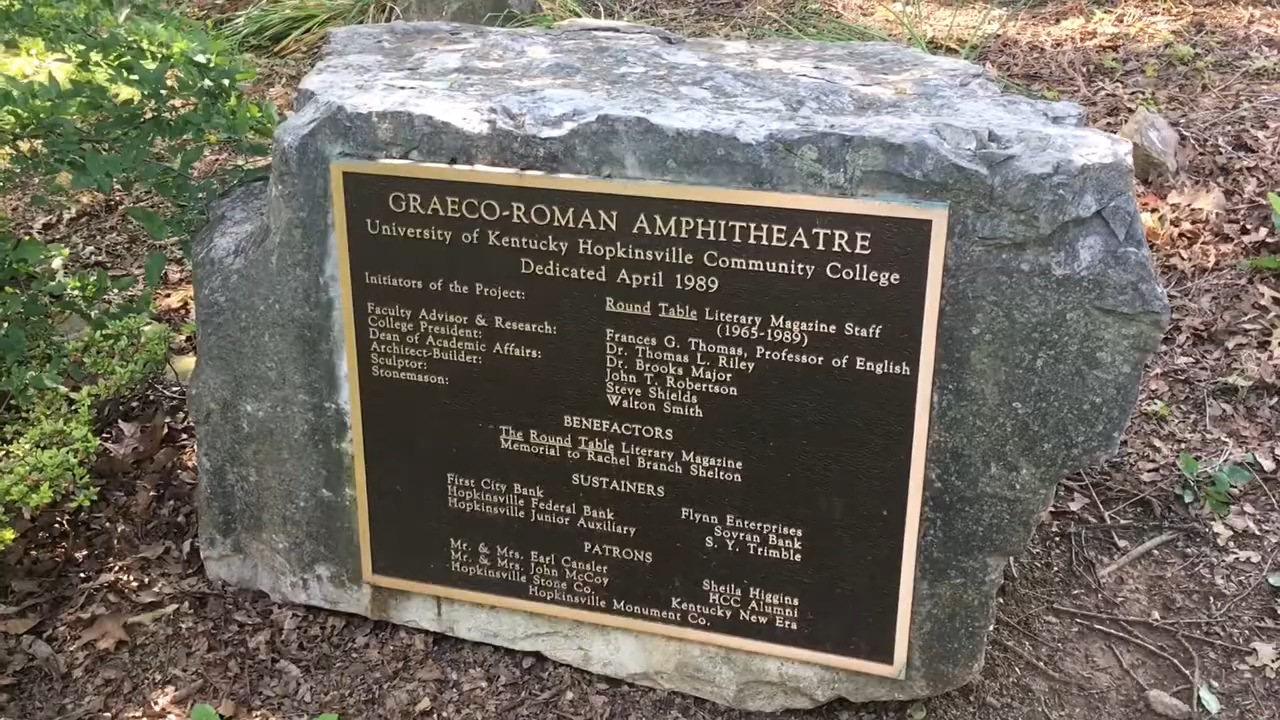 GRAECO-ROMAN AMPHITHEATRE
University of Kentucky Hopkinsville Community College
Dedicated April 1989
Initiators of the Project: Round Table Literary Magazine Staff
(1965-1989)
Faculty Advisor & Research: Frances G. Thomas, Professor of English
College President: Dr. Thomas L. Riley
Dean of Academic Affairs: Dr. Brooks Major
Architect-Builder: John T. Robertson
Sculptor: Steve Shields
Stonemason: Walton Smith
BENEFACTORS
The Round Table Literary Magazine
Memorial to Rachel Branch Shelton
SUSTAINERS
First City Bank Flynn Enterprises
Hopkinsville Federal Bank Sovran Bank
Hopkinsville Junior Auxiliary S. Y. Trimble
PATRONS
Mr. & Mrs. Earl Cansler Sheila Higgins
Mr. & Mrs. John McCoy HCC Alumni
Hopkinsville Stone Co. Kentucky New Era
Hopkinsville Monument Co.